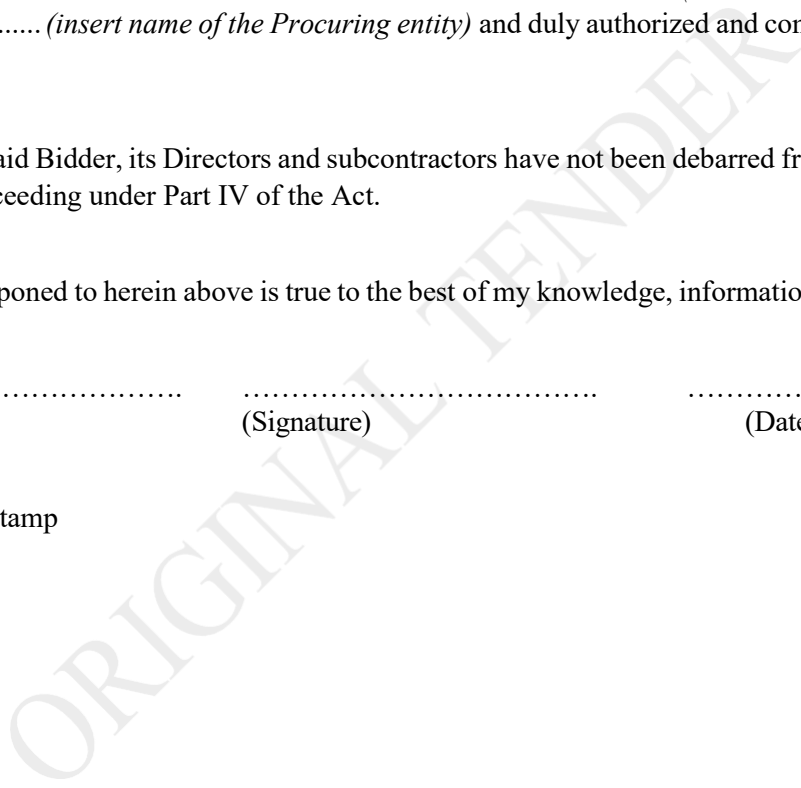 ...... (insert name of the Procuring entity) and duly authorized and con
aid Bidder, its Directors and subcontractors have not been debarred fr
ceeding under Part IV of the Act.
poned to herein above is true to the best of my knowledge, informatio
………………. ………………………………. …………
(Signature) (Date
tamp
ORIGINAL TENDER